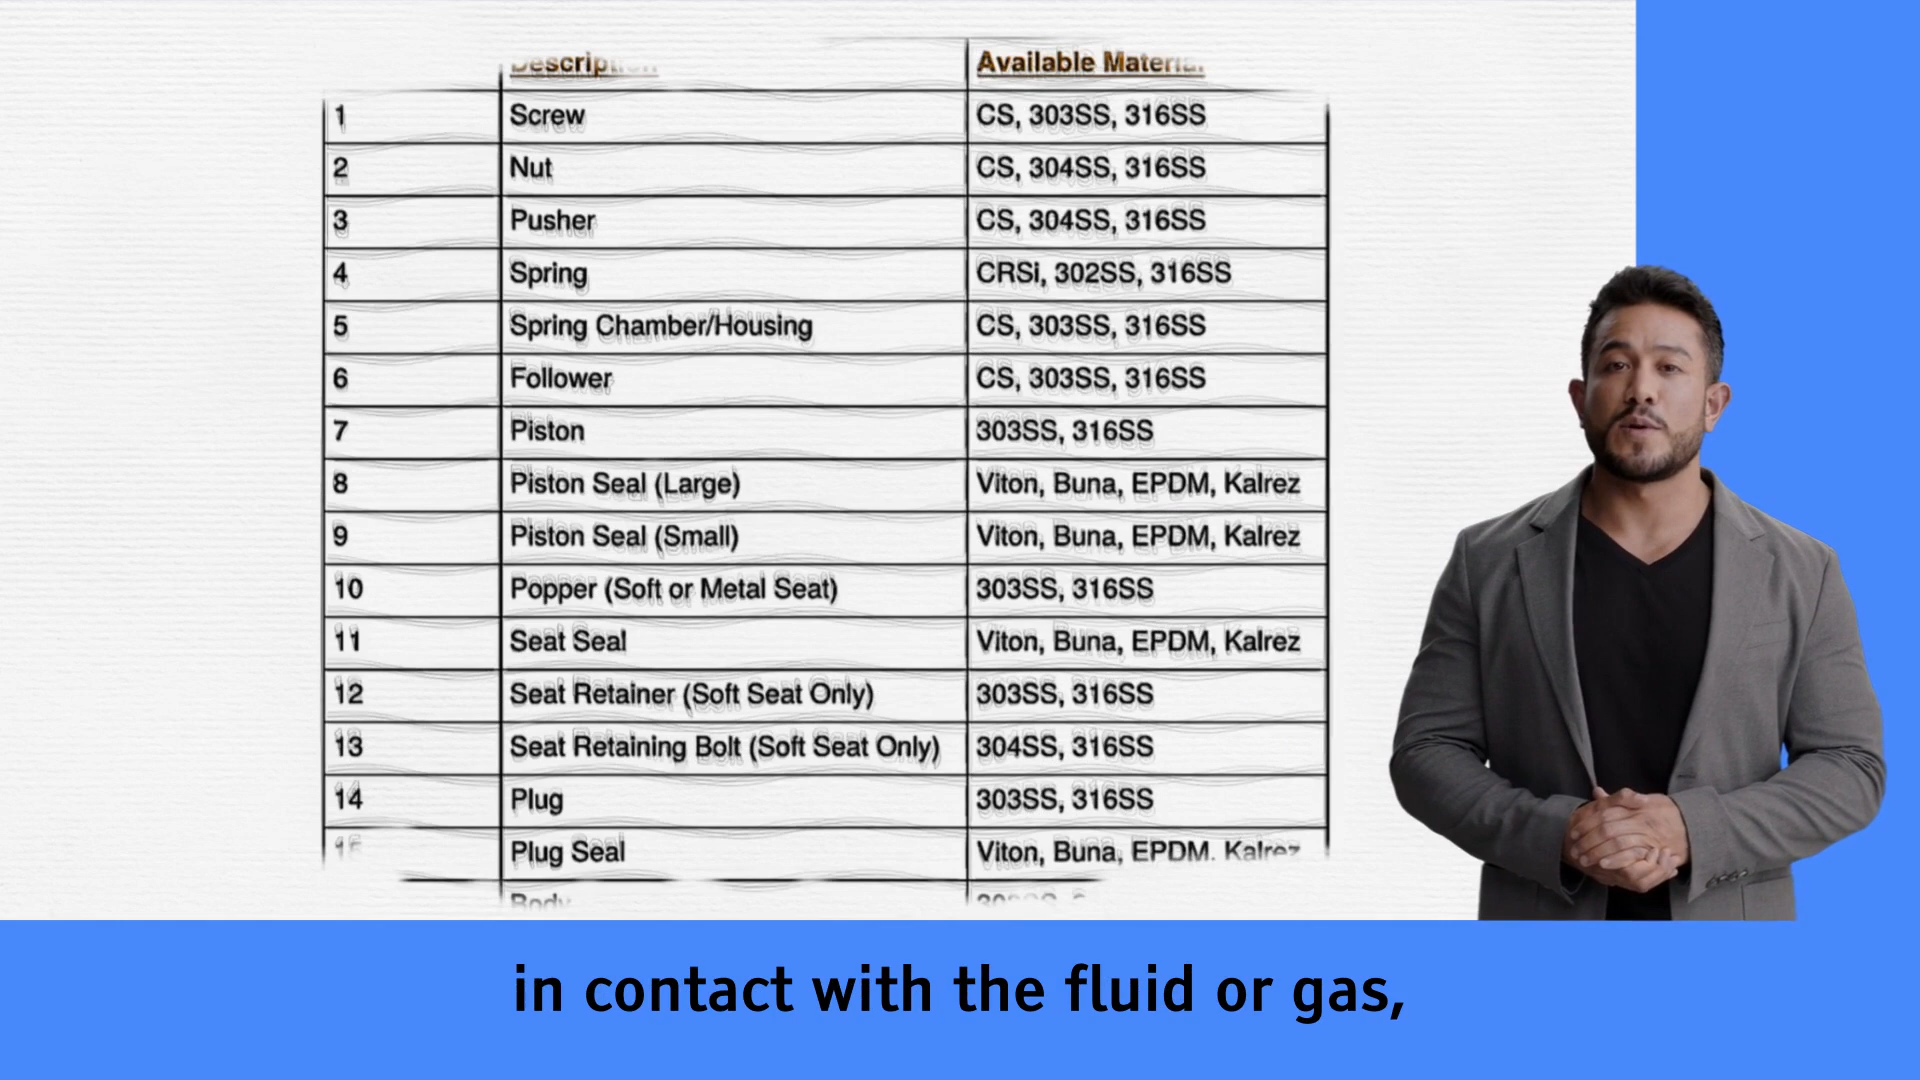 Available
1 Screw CS, 303SS, 316SS
2 Nut CS, 304SS, 316SS
3 Pusher CS, 304SS, 316SS
4 Spring CRSi, 302SS, 316SS
5 Spring Chamber/Housing CS, 303SS, 316SS
6 Follower CS, 303SS, 316SS
7 Piston 303SS, 316SS
8 Piston Seal (Large) Viton, Buna, EPDM, Kalrez
9 Piston Seal (Small) Viton, Buna, EPDM, Kalrez
10 Popper (Soft or Metal Seat) 303SS, 316SS
11 Seat Seal Viton, Buna, EPDM, Kalrez
12 Seat Retainer (Soft Seat Only) 303SS, 316SS
13 Seat Retaining Bolt (Soft Seat Only) 304SS, 316SS
14 Plug 303SS, 316SS
Plug Seal Viton, Buna, EPDM, Kalrez
Body
in contact with the fluid or gas,